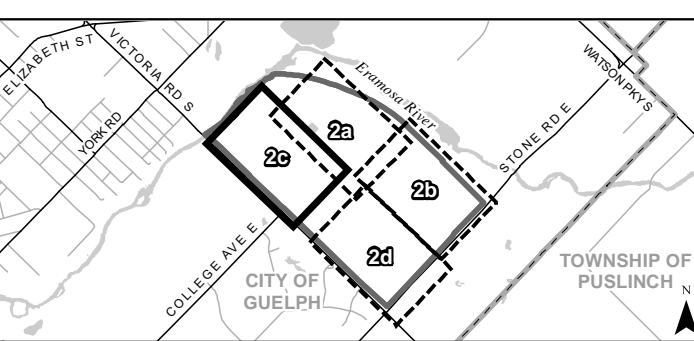 ELIZABETH ST
VICTORIA RD S
YORK RD
Eramosa River
WATSON PKY S
STONE RD E
2a
2c
2b
2d
COLLEGE AVE E
CITY OF
GUELPH
TOWNSHIP OF
PUSLINCH
N